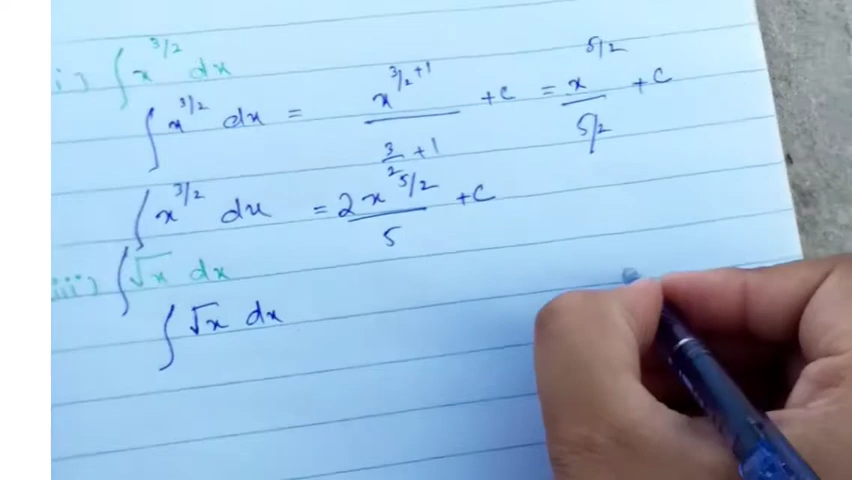 ii) ∫ x^3/2 dx
∫ x^3/2 dx = x^3/2+1 / 3/2 + 1 + C = x^5/2 / 5/2 + C
∫ x^3/2 dx = 2x^5/2 / 5 + C
iii) ∫ √x dx
∫ √x dx